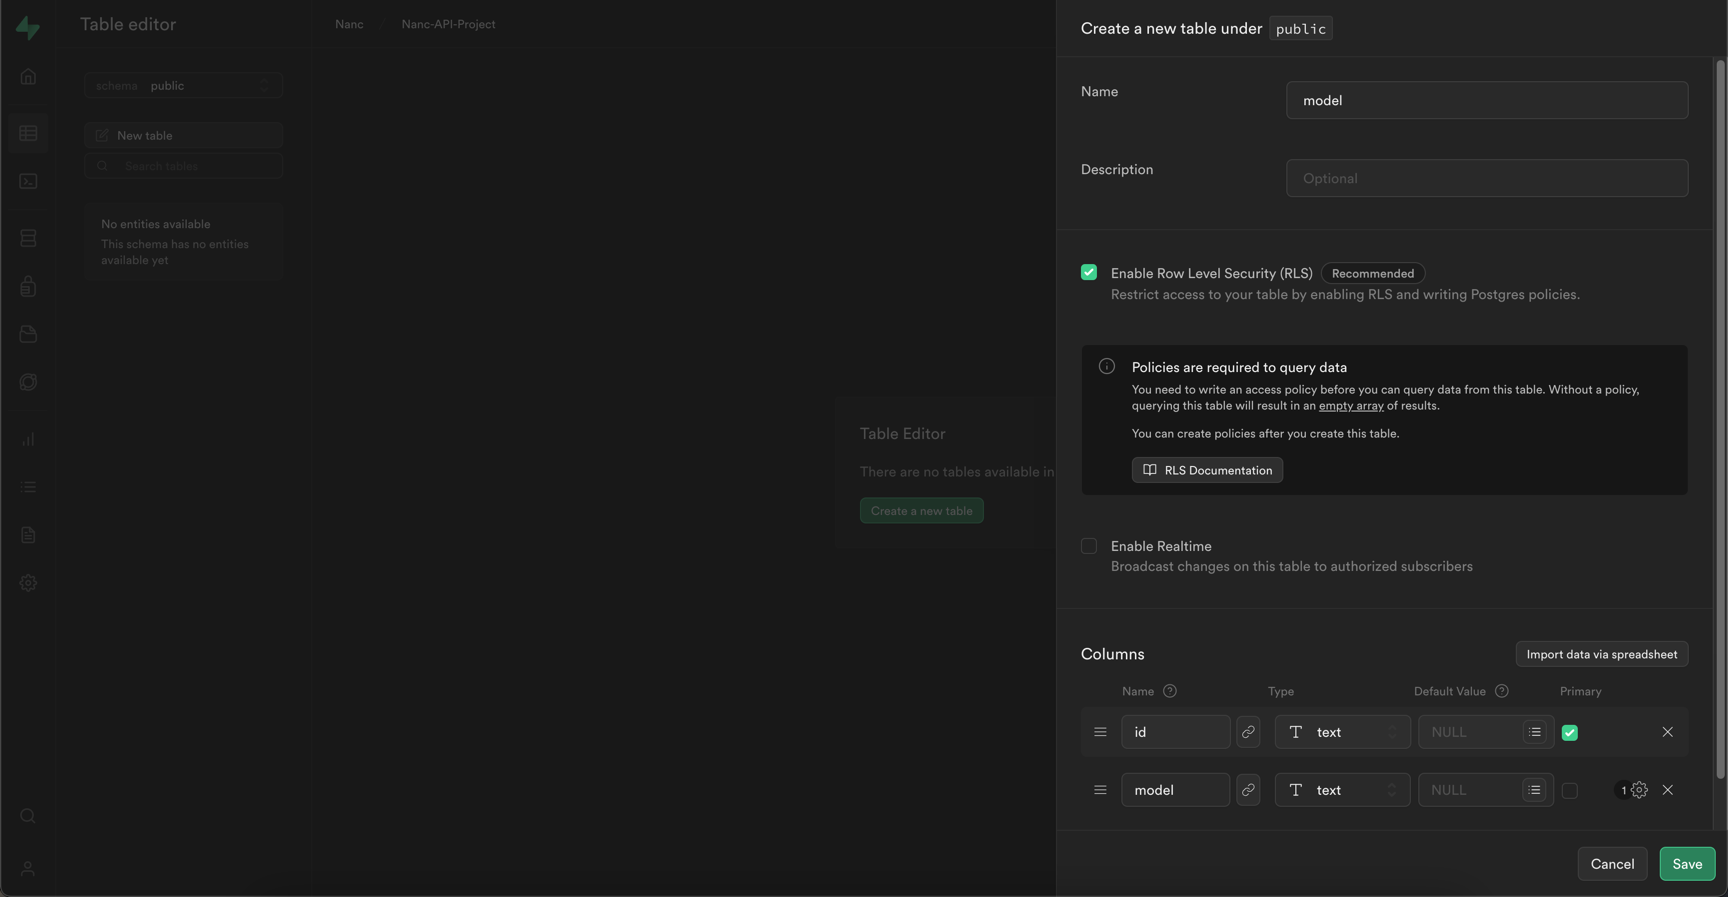 Table editor
Nanc / Nanc-API-Project
schema public
New table
Search tables
No entities available
This schema has no entities
available yet
Table Editor
There are no tables available in
Create a new table
Create a new table under public
Name
model
Description
Optional
Enable Row Level Security (RLS) Recommended
Restrict access to your table by enabling RLS and writing Postgres policies.
Policies are required to query data
You need to write an access policy before you can query data from this table. Without a policy,
querying this table will result in an empty array of results.
You can create policies after you create this table.
RLS Documentation
Enable Realtime
Broadcast changes on this table to authorized subscribers
Columns
Import data via spreadsheet
Name Type Default Value Primary
id text NULL
model text NULL 1
Cancel Save